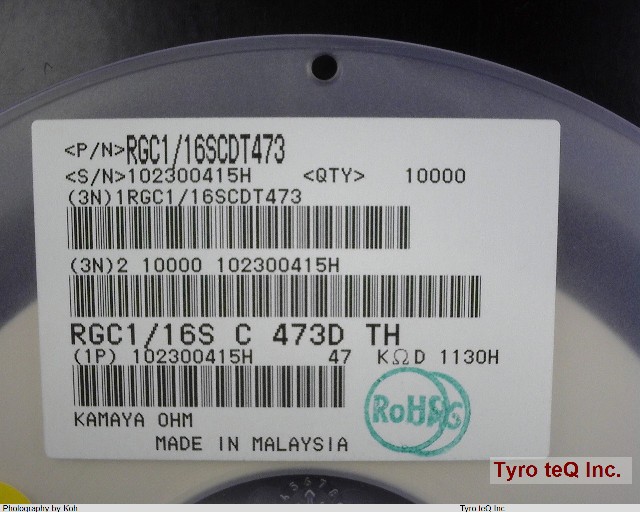 <P/N>RGC1/16SCDT473
<S/N>102300415H <QTY> 10000
(3N)1RGC1/16SCDT473
(3N)2 10000 102300415H
RGC1/16S C 473D TH
(1P) 102300415H 47 KΩD 1130H
KAMAYA OHM
MADE IN MALAYSIA
RoHS
Tyro teQ Inc.
Photography by Koh
Tyro teQ Inc